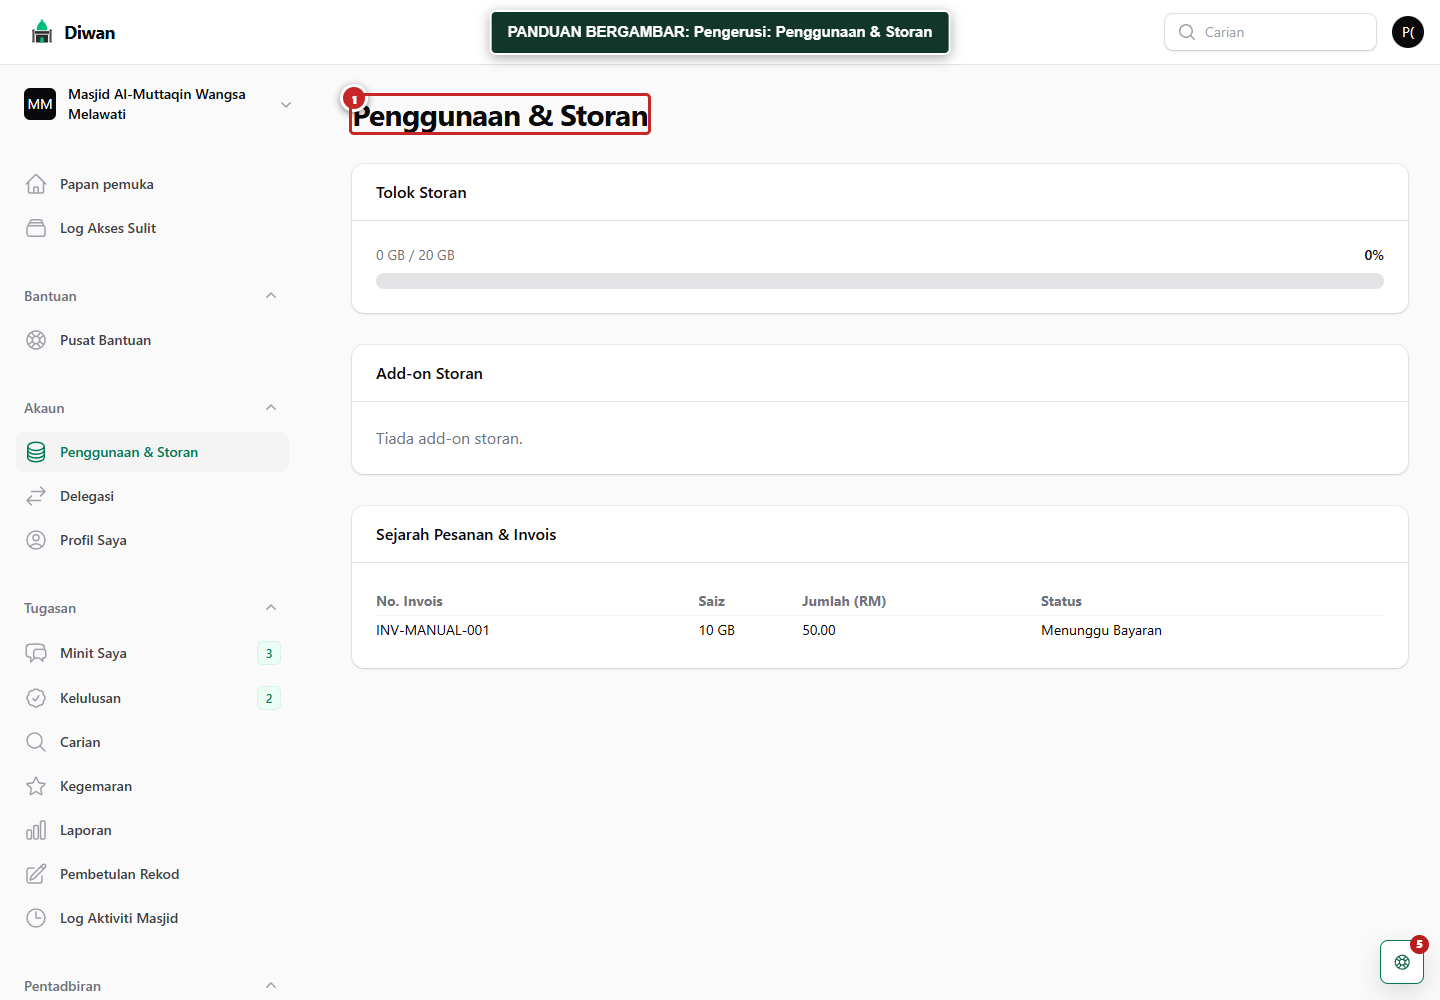 Diwan
PANDUAN BERGAMBAR: Pengerusi: Penggunaan & Storan
Carian
P(
MM
Masjid Al-Muttaqin Wangsa
Melawati
Papan pemuka
Log Akses Sulit
Bantuan
Pusat Bantuan
Akaun
Penggunaan & Storan
Delegasi
Profil Saya
Tugasan
Minit Saya
3
Kelulusan
2
Carian
Kegemaran
Laporan
Pembetulan Rekod
Log Aktiviti Masjid
Pentadbiran
1
Penggunaan & Storan
Tolok Storan
0 GB / 20 GB
0%
Add-on Storan
Tiada add-on storan.
Sejarah Pesanan & Invois
No. Invois Saiz Jumlah (RM) Status
INV-MANUAL-001 10 GB 50.00 Menunggu Bayaran
5